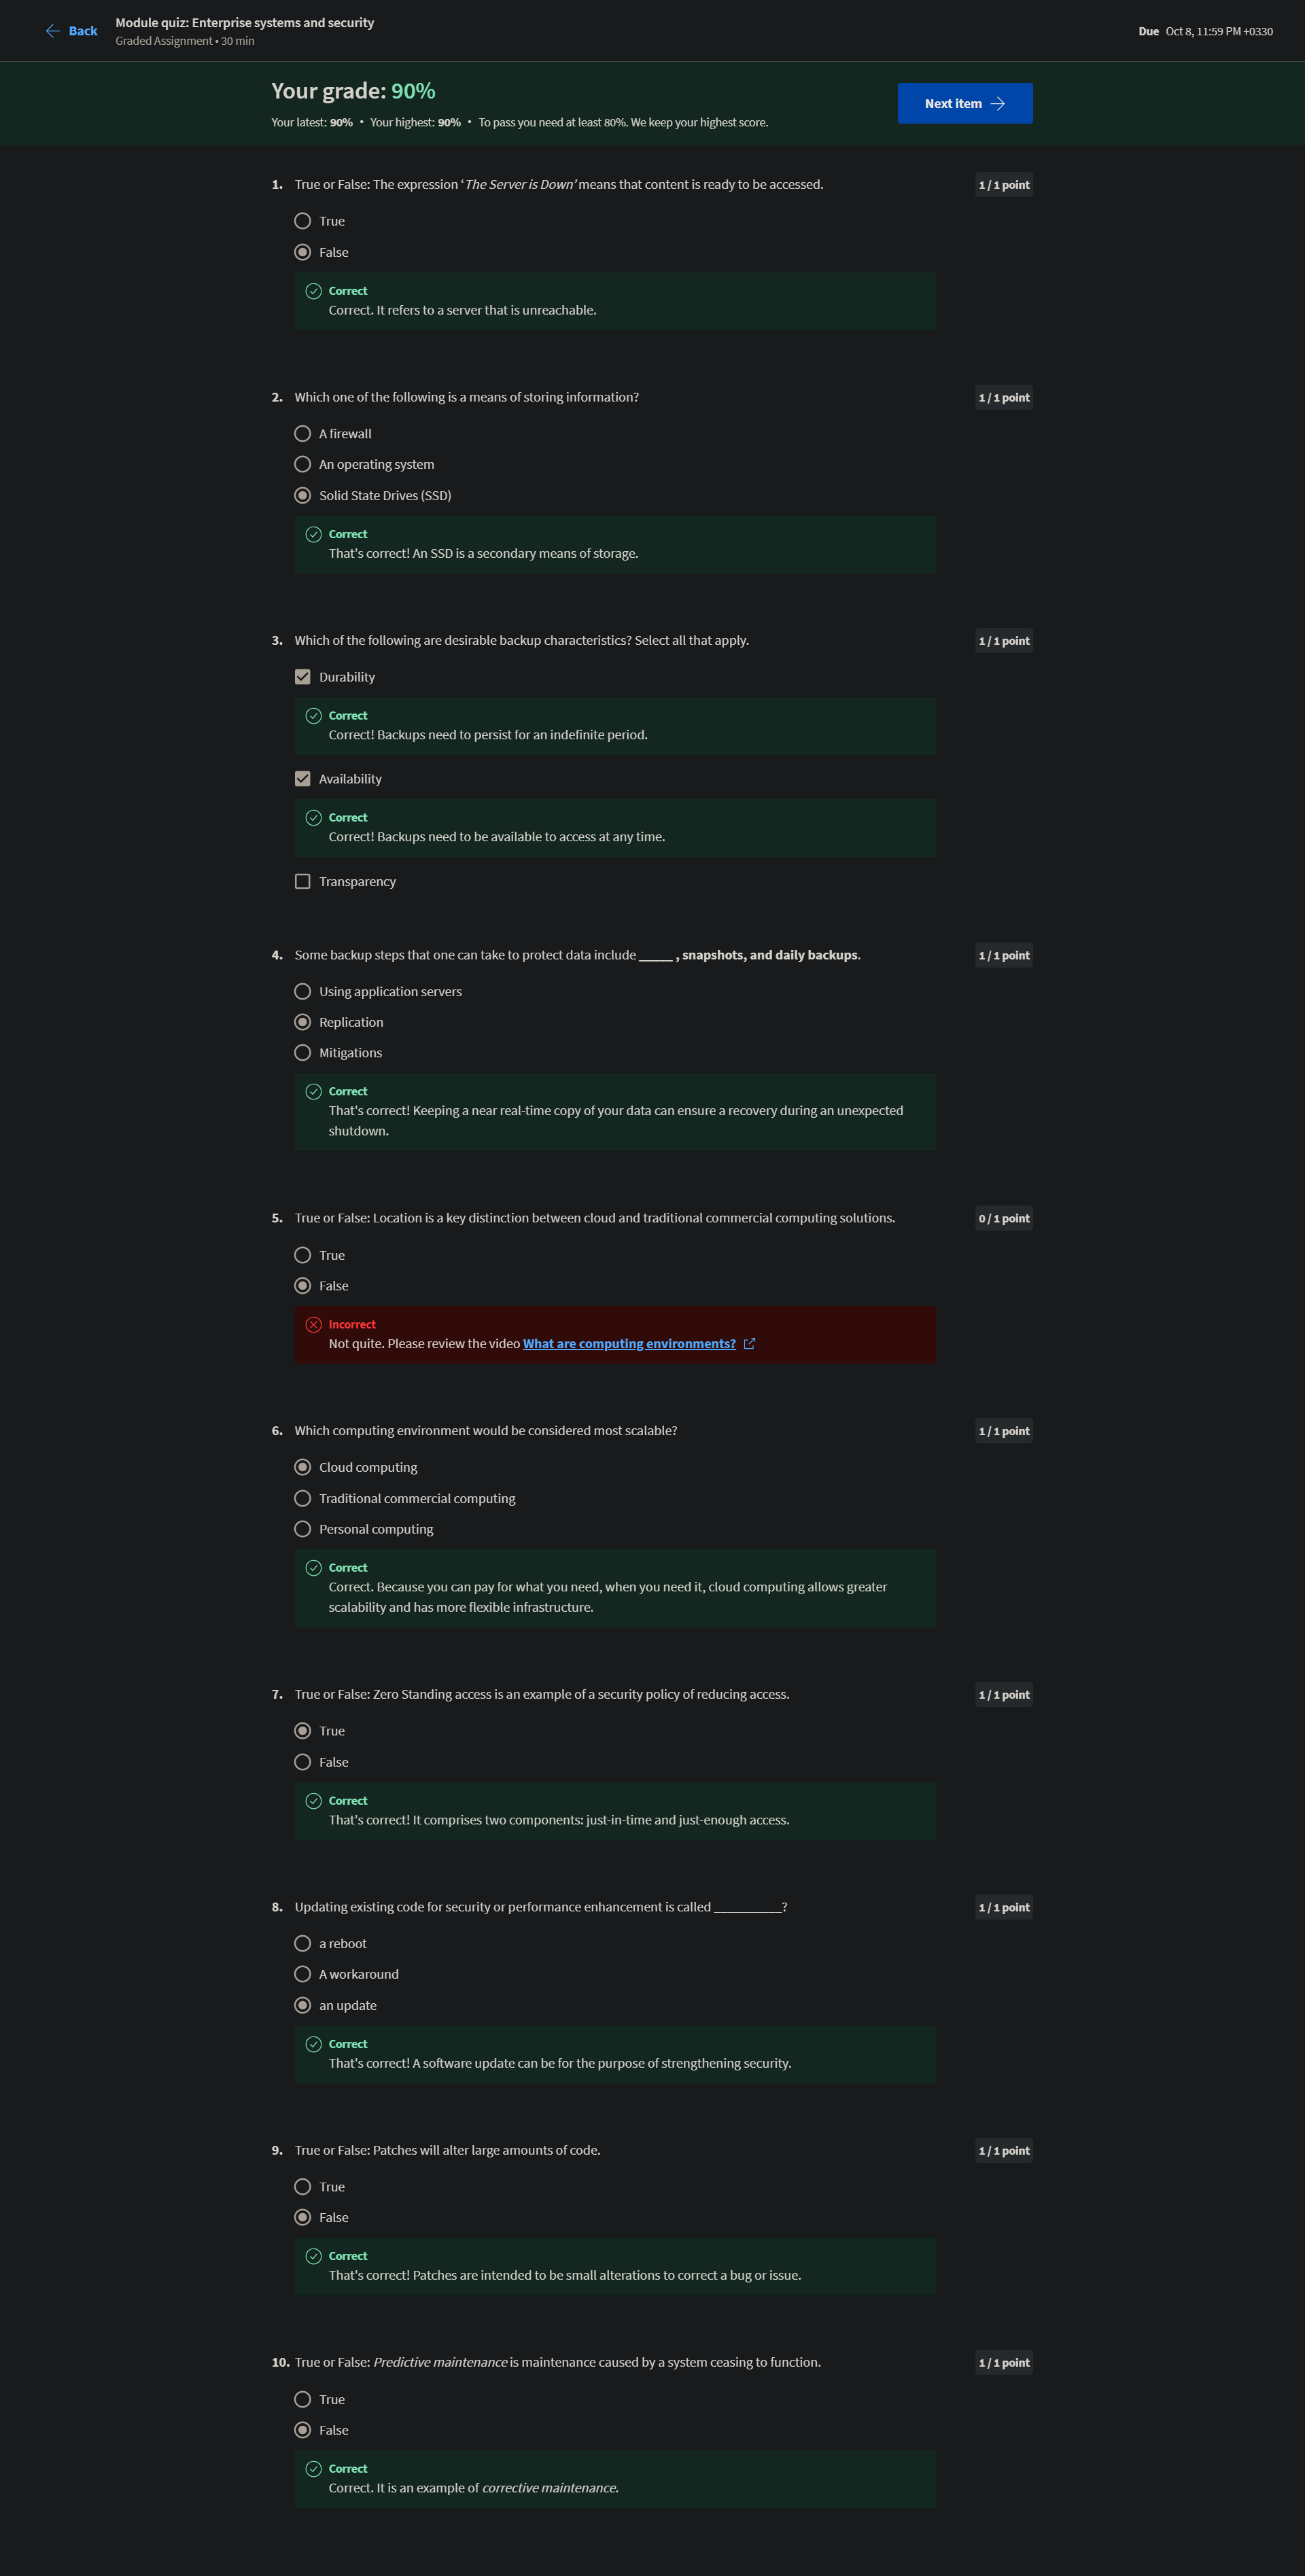 Back
Module quiz: Enterprise systems and security
Graded Assignment • 30 min
Due Oct 8, 11:59 PM +0330
Your grade: 90%
Your latest: 90% • Your highest: 90% • To pass you need at least 80%. We keep your highest score.
Next item
1. True or False: The expression ‘The Server is Down’ means that content is ready to be accessed.
1 / 1 point
True
False
Correct
Correct. It refers to a server that is unreachable.
2. Which one of the following is a means of storing information?
1 / 1 point
A firewall
An operating system
Solid State Drives (SSD)
Correct
That's correct! An SSD is a secondary means of storage.
3. Which of the following are desirable backup characteristics? Select all that apply.
1 / 1 point
Durability
Correct
Correct! Backups need to persist for an indefinite period.
Availability
Correct
Correct! Backups need to be available to access at any time.
Transparency
4. Some backup steps that one can take to protect data include _____ , snapshots, and daily backups.
1 / 1 point
Using application servers
Replication
Mitigations
Correct
That's correct! Keeping a near real-time copy of your data can ensure a recovery during an unexpected
shutdown.
5. True or False: Location is a key distinction between cloud and traditional commercial computing solutions.
0 / 1 point
True
False
Incorrect
Not quite. Please review the video What are computing environments?
6. Which computing environment would be considered most scalable?
1 / 1 point
Cloud computing
Traditional commercial computing
Personal computing
Correct
Correct. Because you can pay for what you need, when you need it, cloud computing allows greater
scalability and has more flexible infrastructure.
7. True or False: Zero Standing access is an example of a security policy of reducing access.
1 / 1 point
True
False
Correct
That's correct! It comprises two components: just-in-time and just-enough access.
8. Updating existing code for security or performance enhancement is called __________?
1 / 1 point
a reboot
A workaround
an update
Correct
That's correct! A software update can be for the purpose of strengthening security.
9. True or False: Patches will alter large amounts of code.
1 / 1 point
True
False
Correct
That's correct! Patches are intended to be small alterations to correct a bug or issue.
10. True or False: Predictive maintenance is maintenance caused by a system ceasing to function.
1 / 1 point
True
False
Correct
Correct. It is an example of corrective maintenance.